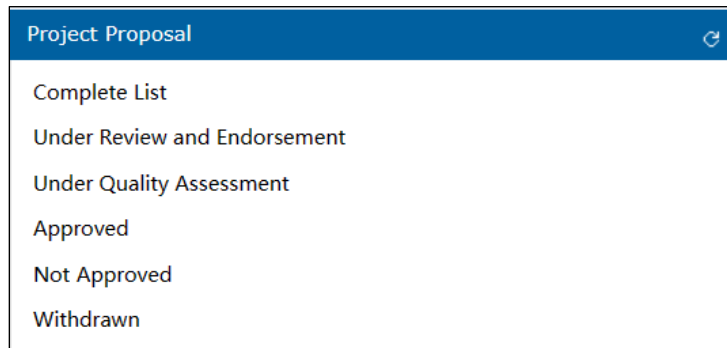 Project Proposal
Complete List
Under Review and Endorsement
Under Quality Assessment
Approved
Not Approved
Withdrawn